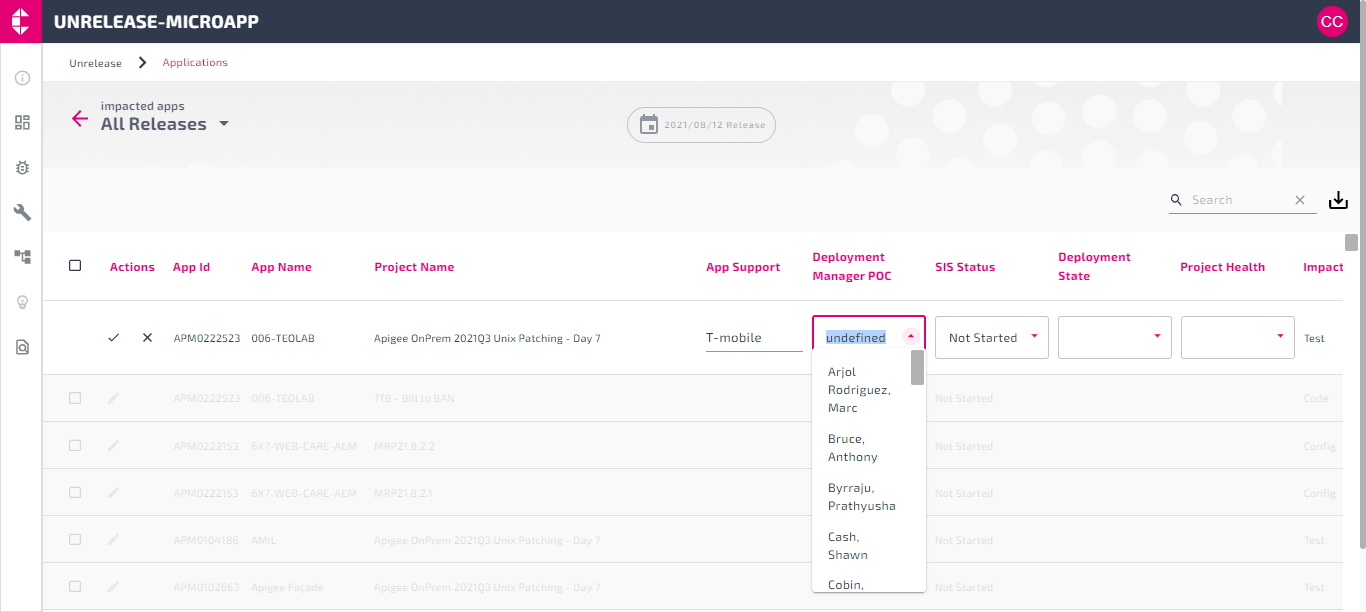 UNRELEASE-MICROAPP
CC
Unrelease
Applications
impacted apps
All Releases
2021/08/12 Release
Search
Actions
App Id
App Name
Project Name
App Support
Deployment
Manager POC
SIS Status
Deployment
State
Project Health
Impact
APM0222523
006-TEOLAB
Apigee OnPrem 2021Q3 Unix Patching - Day 7
T-mobile
undefined
Not Started
Test
Arjol
Rodriguez,
Marc
Bruce,
Anthony
Byrraju,
Prathyusha
Cash,
Shawn
Cobin,
APM0222523
006-TEOLAB
TfB - Bill to BAN
Not Started
Code
APM0222153
6X7-WEB-CARE-AEM
MRP21.8.2.2
Not Started
Config
APM0222153
6X7-WEB-CARE-AEM
MRP21.8.2.1
Not Started
Config
APM0104186
AMIL
Apigee OnPrem 2021Q3 Unix Patching - Day 7
Not Started
Test
APM0102663
Apigee Façade
Apigee OnPrem 2021Q3 Unix Patching - Day 7
Not Started
Test